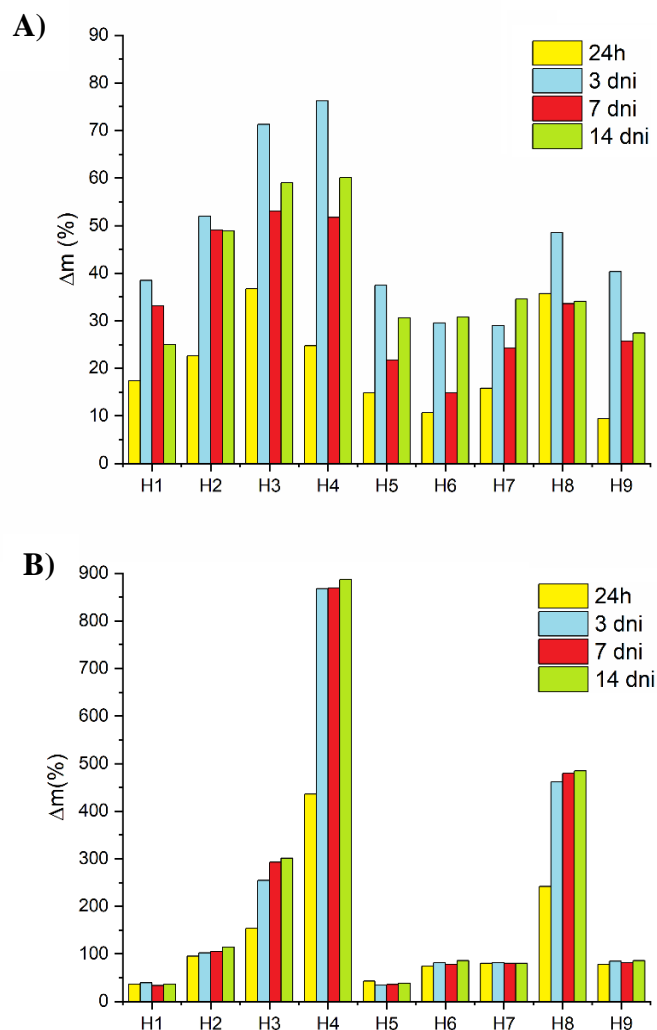 A)
90
80
70
60
50
40
30
20
10
0
Δm (%)
24h
3 dni
7 dni
14 dni
H1 H2 H3 H4 H5 H6 H7 H8 H9
B)
900
800
700
600
500
400
300
200
100
0
Δm(%)
24h
3 dni
7 dni
14 dni
H1 H2 H3 H4 H5 H6 H7 H8 H9